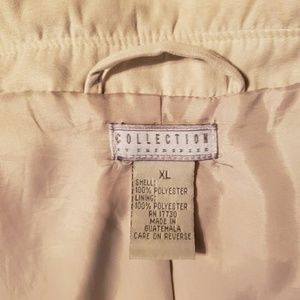 COLLECTION
XL
SHELL:
100% POLYESTER
LINING:
100% POLYESTER
RN 17730
MADE IN
GUATEMALA
CARE ON REVERSE